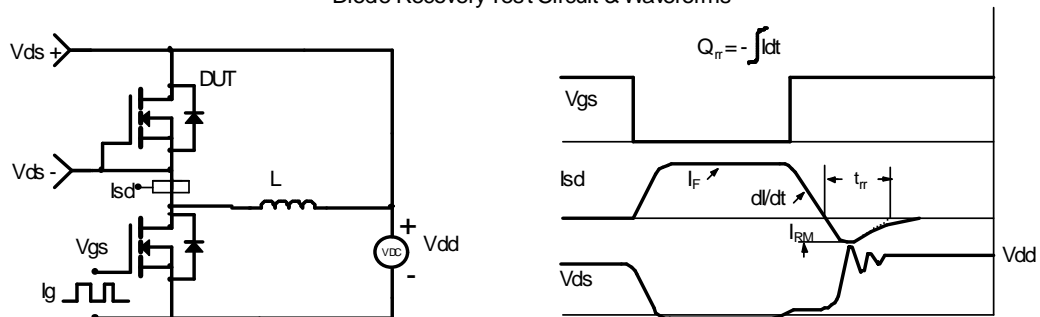 Diode Recovery Test Circuit & Waveforms
Vds +
DUT
Vds -
Isd
L
Vgs
Ig
VDC
+
-
Vdd
Qrr = - ∫Idt
Vgs
Isd
IF
dI/dt
trr
IRM
Vds
Vdd